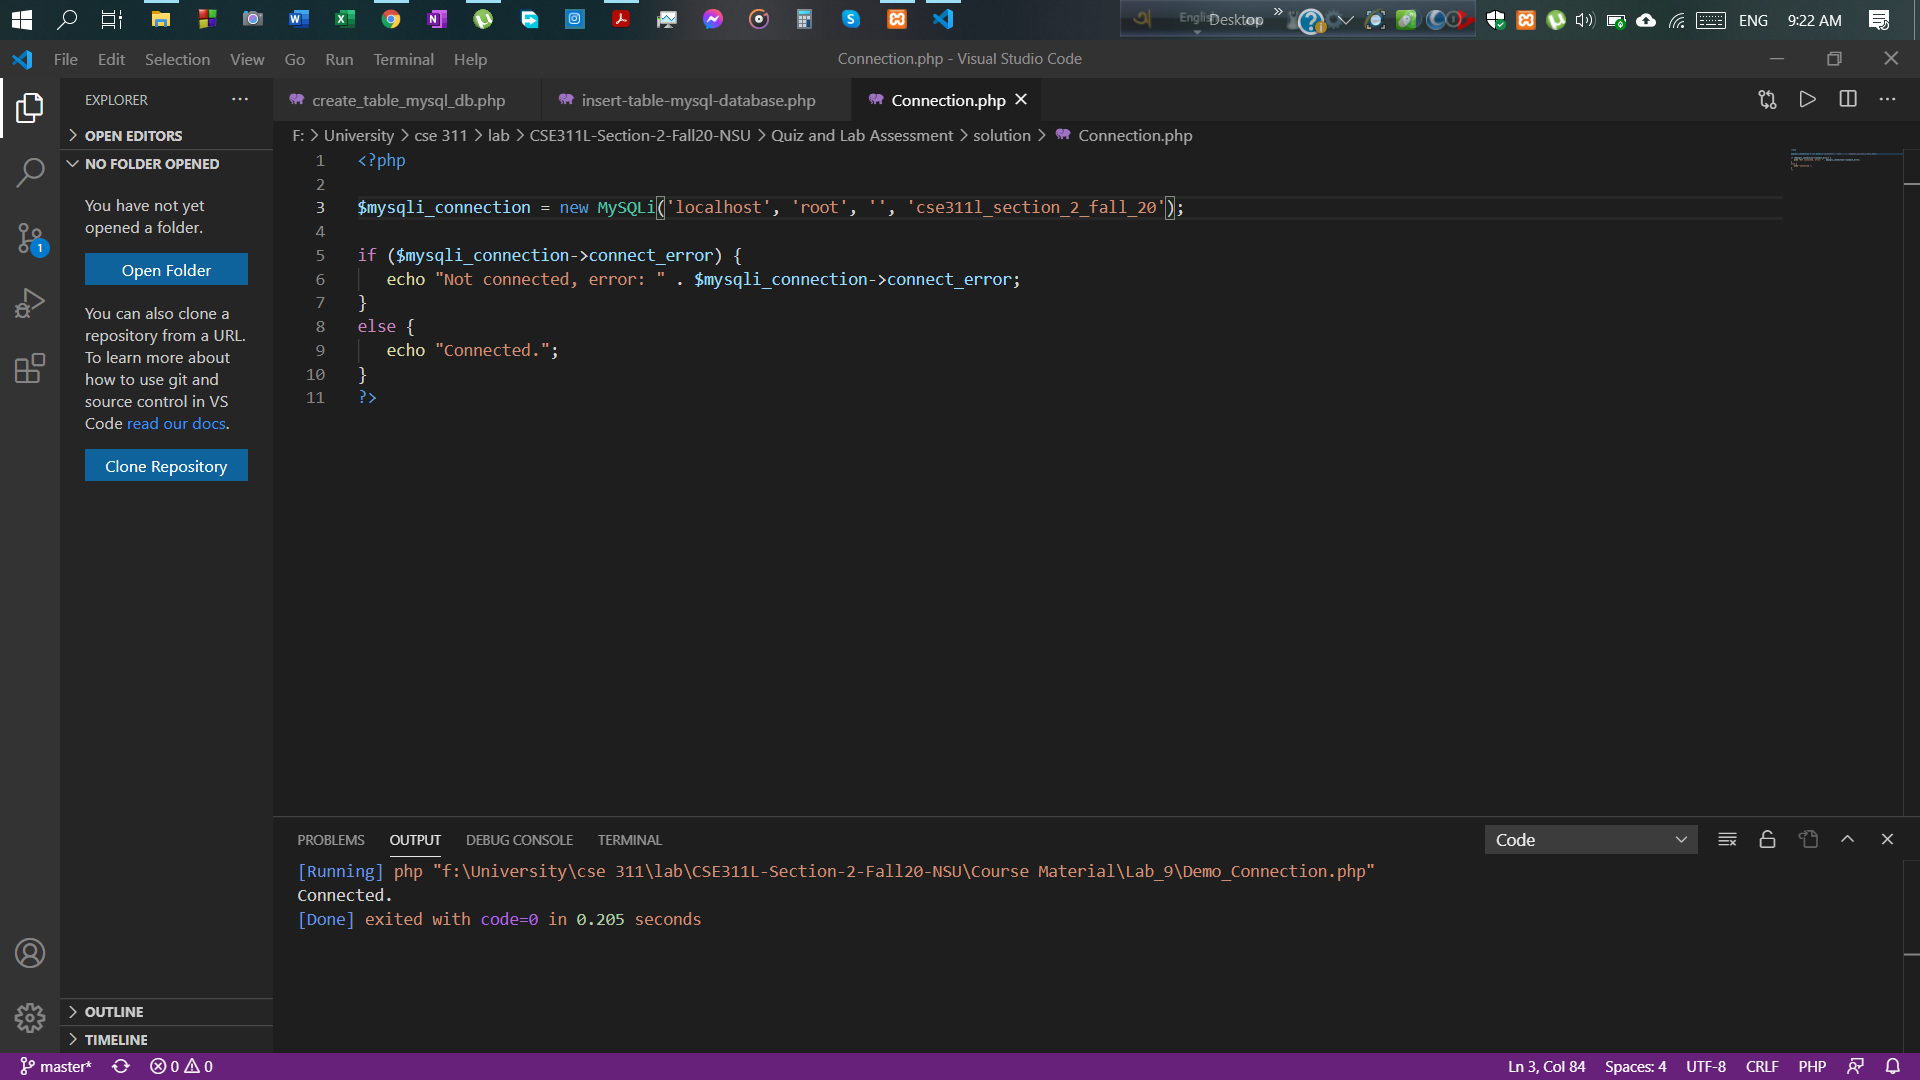 English
Desktop
ENG
9:22 AM
File
Edit
Selection
View
Go
Run
Terminal
Help
Connection.php - Visual Studio Code
EXPLORER
create_table_mysql_db.php
insert-table-mysql-database.php
Connection.php
OPEN EDITORS
F: > University > cse 311 > lab > CSE311L-Section-2-Fall20-NSU > Quiz and Lab Assessment > solution > Connection.php
NO FOLDER OPENED
You have not yet
opened a folder.
Open Folder
You can also clone a
repository from a URL.
To learn more about
how to use git and
source control in VS
Code read our docs.
Clone Repository
1
1 <?php
2
3 $mysqli_connection = new MySQLi('localhost', 'root', '', 'cse311l_section_2_fall_20');
4
5 if ($mysqli_connection->connect_error) {
6 echo "Not connected, error: " . $mysqli_connection->connect_error;
7 }
8 else {
9 echo "Connected.";
10 }
11 ?>
PROBLEMS
OUTPUT
DEBUG CONSOLE
TERMINAL
Code
[Running] php "f:\University\cse 311\lab\CSE311L-Section-2-Fall20-NSU\Course Material\Lab_9\Demo_Connection.php"
Connected.
[Done] exited with code=0 in 0.205 seconds
OUTLINE
TIMELINE
master*
0
0
Ln 3, Col 84
Spaces: 4
UTF-8
CRLF
PHP